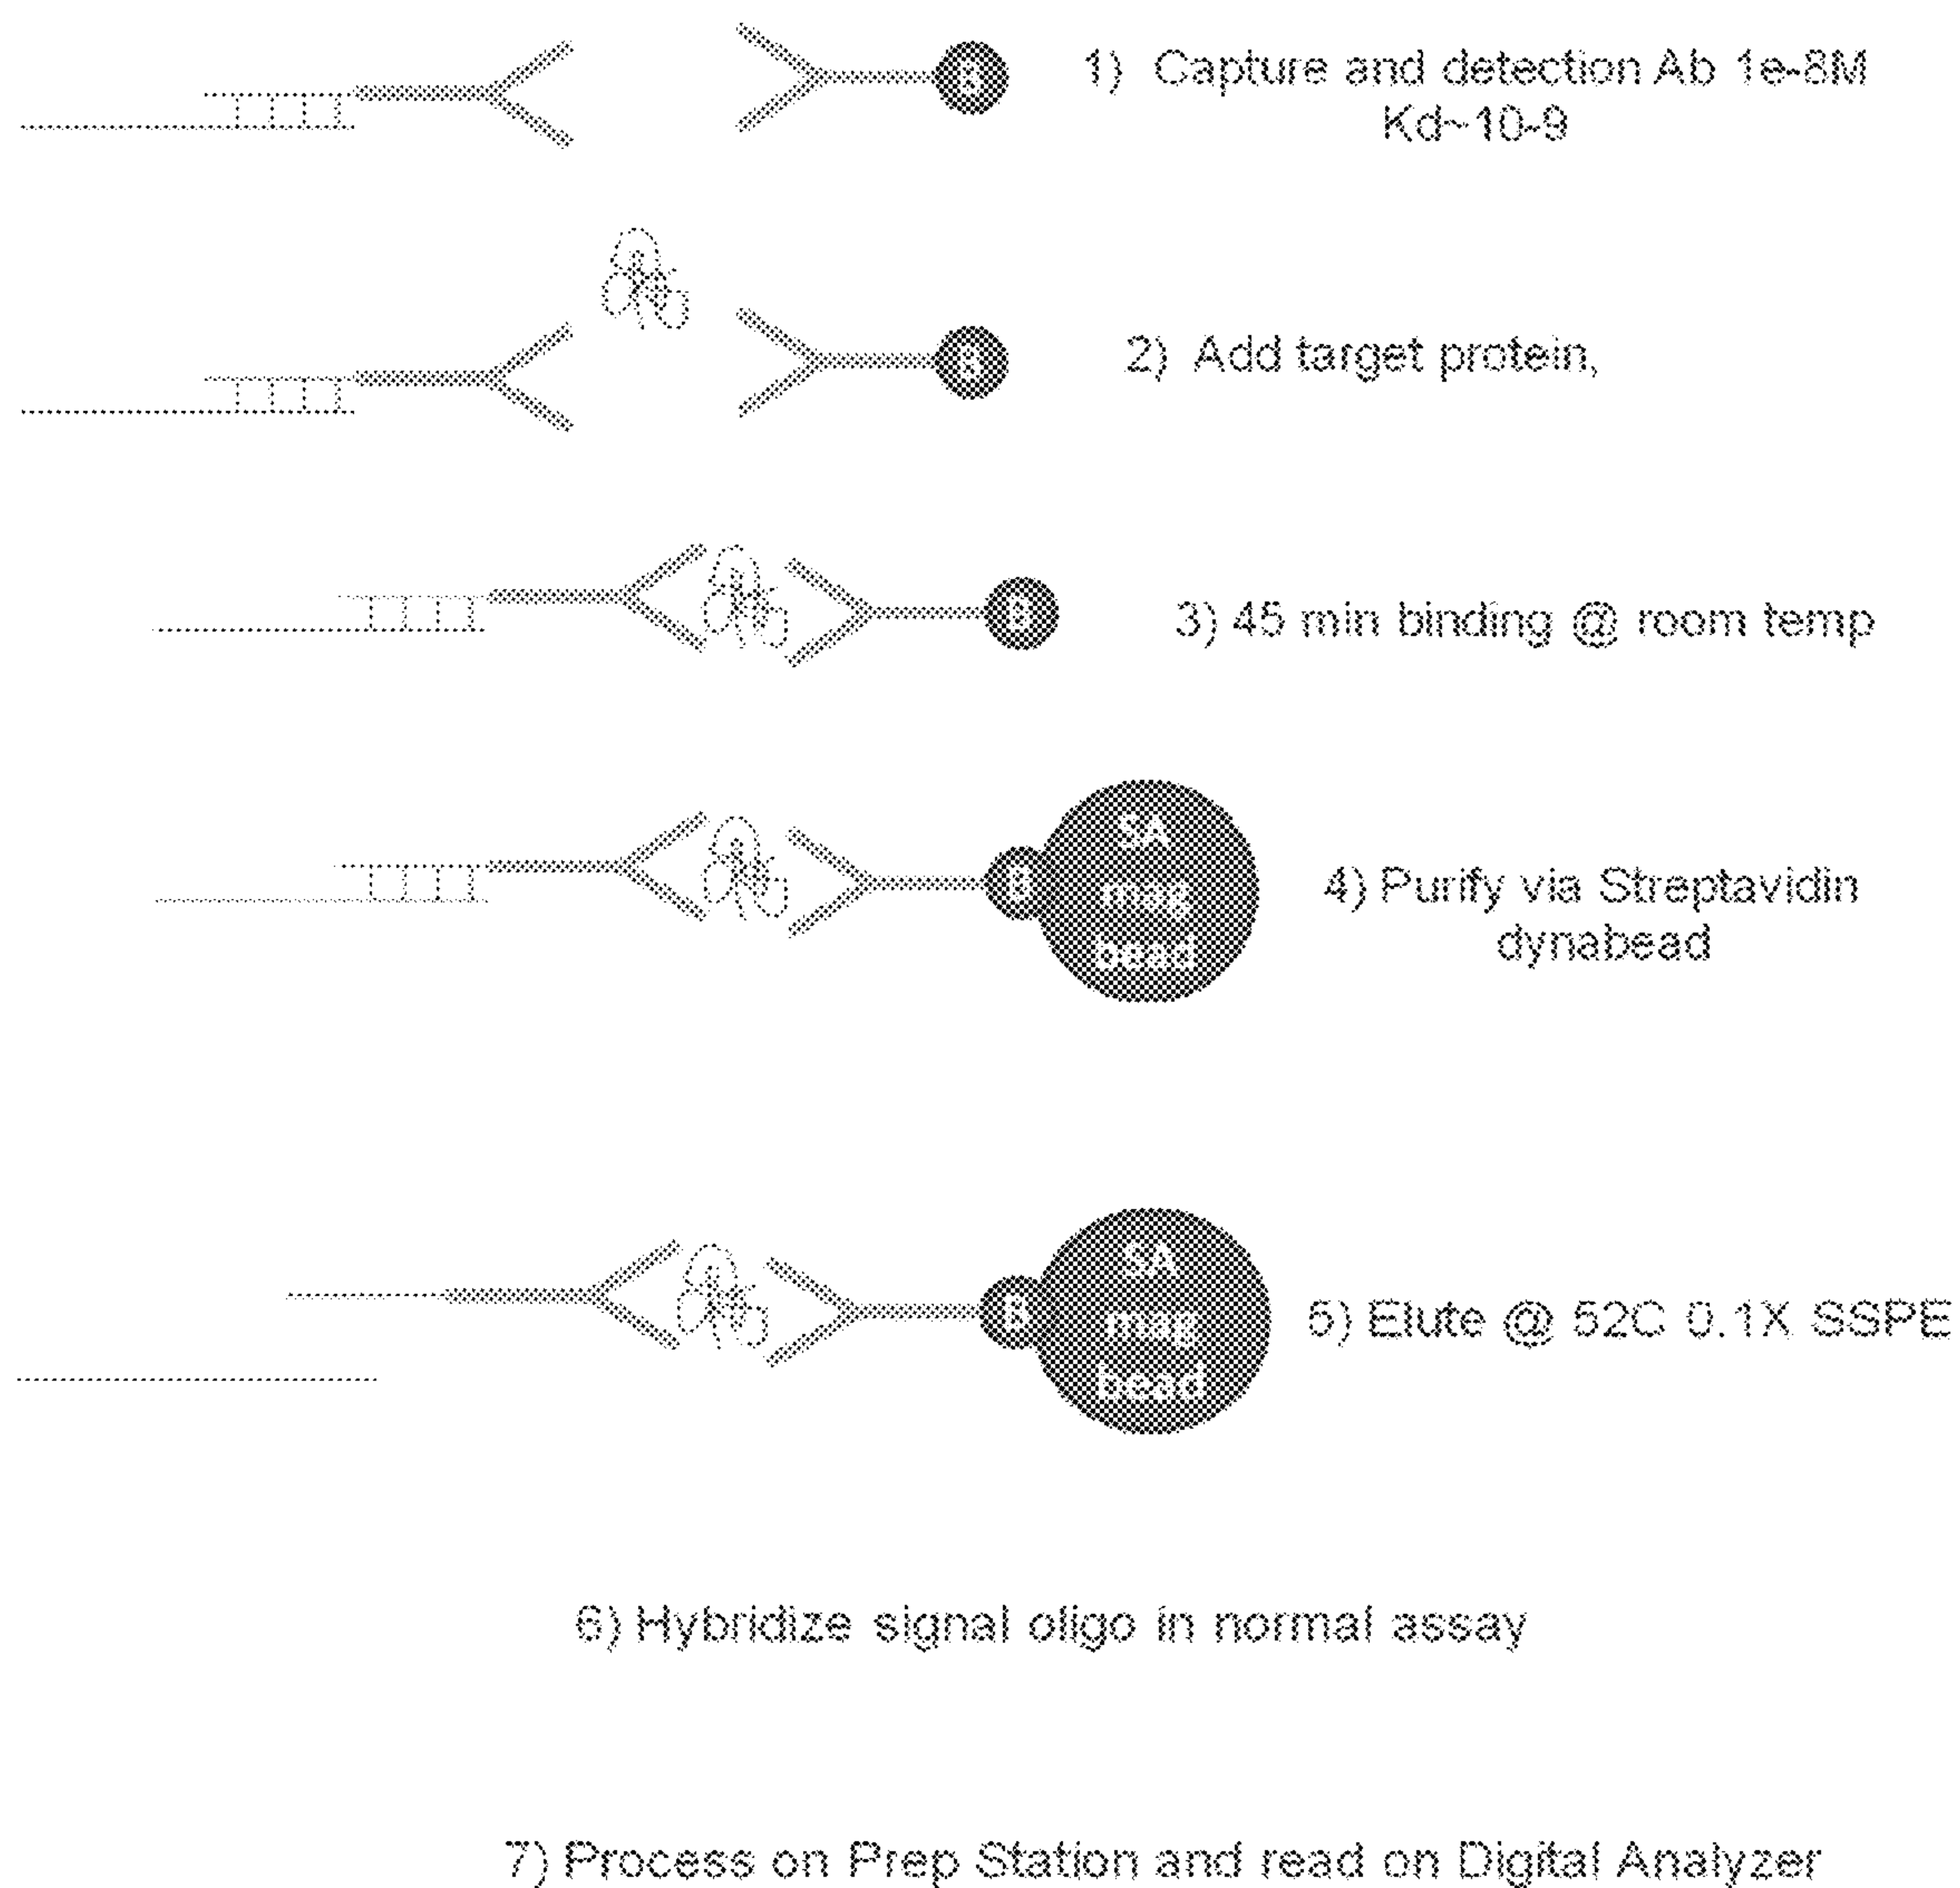 B
1) Capture and detection Ab 1e-8M
Kd~10-9
B
2) Add target protein,
B
3) 45 min binding @ room temp
B
SA
mag
bead
4) Purify via Streptavidin
dynabead
B
SA
mag
bead
5) Elute @ 52C 0.1X SSPE
6) Hybridize signal oligo in normal assay
7) Process on Prep Station and read on Digital Analyzer